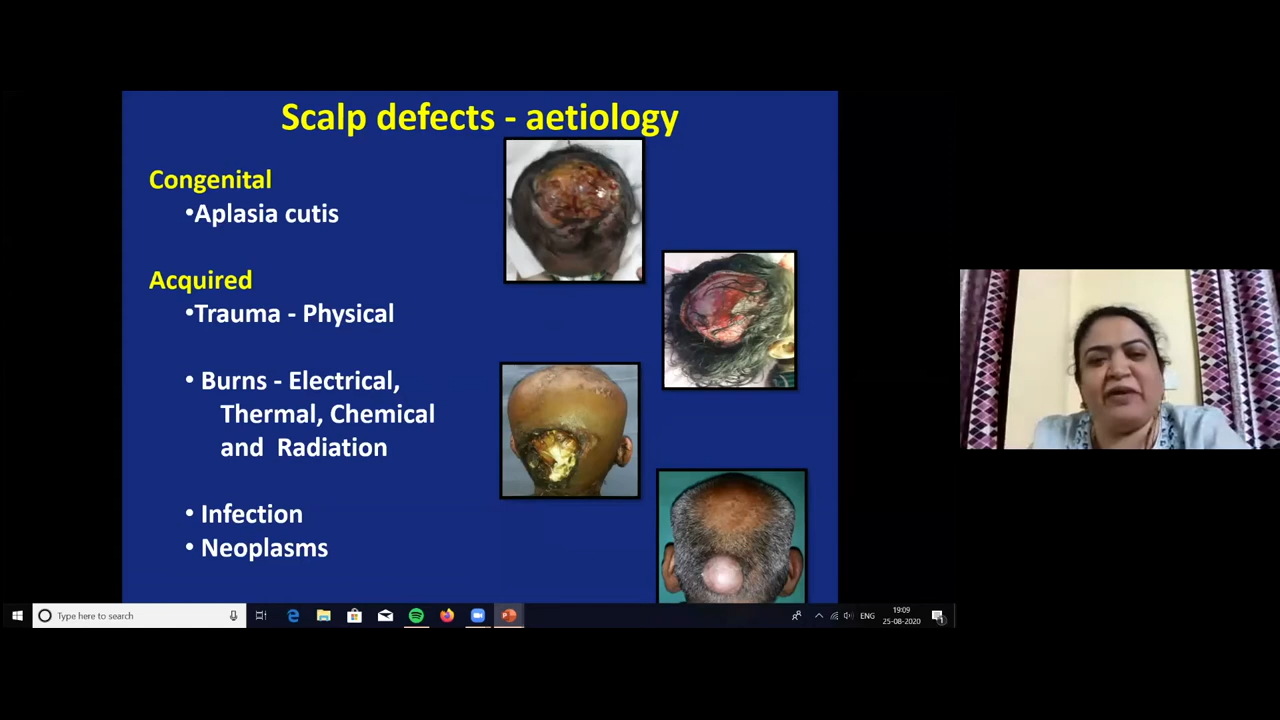 Scalp defects - aetiology
Congenital
•Aplasia cutis
Acquired
•Trauma - Physical
• Burns - Electrical,
Thermal, Chemical
and Radiation
• Infection
• Neoplasms
Type here to search
ENG
19:09
25-08-2020
1